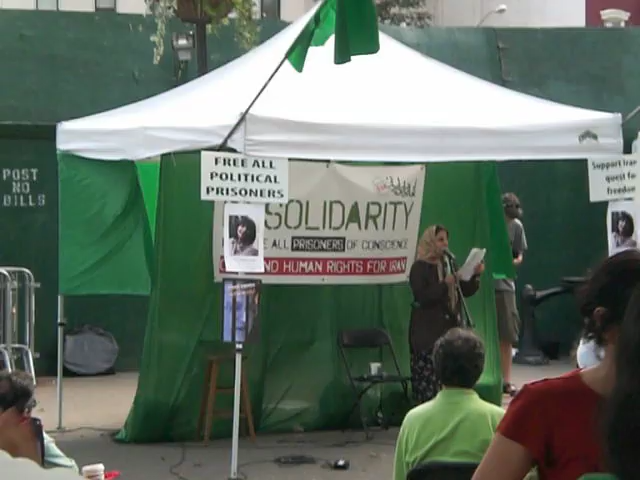 POST
NO
BILLS
FREE ALL
POLITICAL
PRISONERS
SOLIDARITY
E ALL PRISONERS OF CONSCIENCE
ND HUMAN RIGHTS FOR IRAN
Support Iran
quest for
freedom